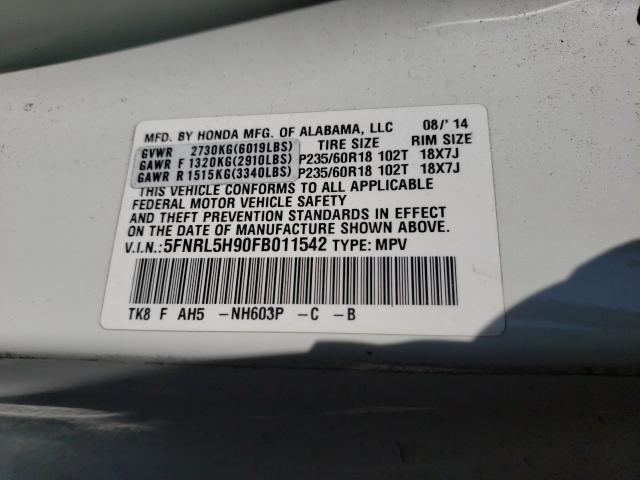 MFD. BY HONDA MFG. OF ALABAMA, LLC 08/' 14
TIRE SIZE RIM SIZE
GVWR 2730KG(6019LBS)
GAWR F 1320KG(2910LBS) P235/60R18 102T 18X7J
GAWR R 1515KG(3340LBS) P235/60R18 102T 18X7J
THIS VEHICLE CONFORMS TO ALL APPLICABLE
FEDERAL MOTOR VEHICLE SAFETY
AND THEFT PREVENTION STANDARDS IN EFFECT
ON THE DATE OF MANUFACTURE SHOWN ABOVE.
V.I.N.: 5FNRL5H90FB011542 TYPE: MPV
TK8 F AH5 -NH603P -C -B